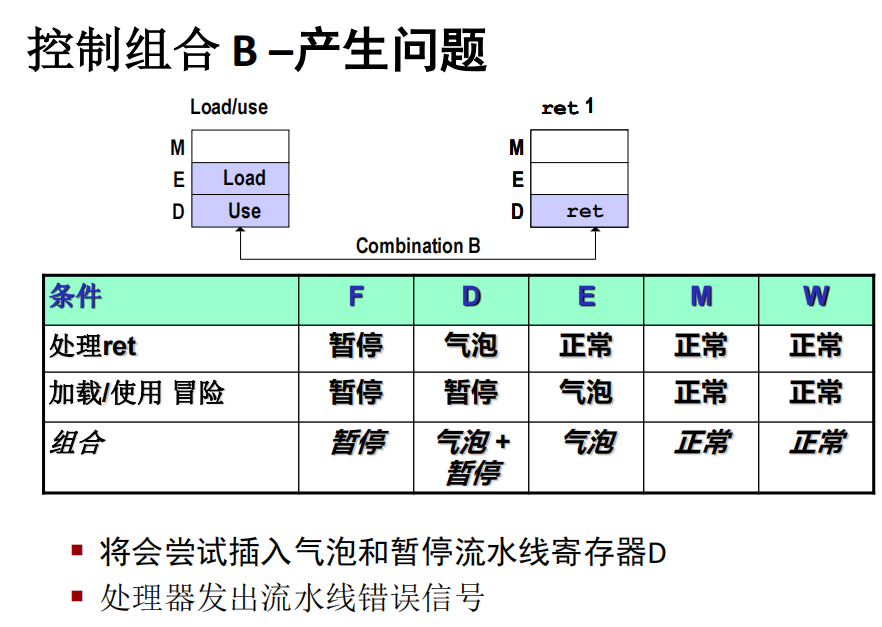 控制组合 B –产生问题
Load/use
ret 1
M
M
E
Load
E
D
Use
D
ret
Combination B
条件 F D E M W
处理ret 暂停 气泡 正常 正常 正常
加载/使用 冒险 暂停 暂停 气泡 正常 正常
组合 暂停 气泡 + 气泡 正常 正常
暂停
将会尝试插入气泡和暂停流水线寄存器D
处理器发出流水线错误信号